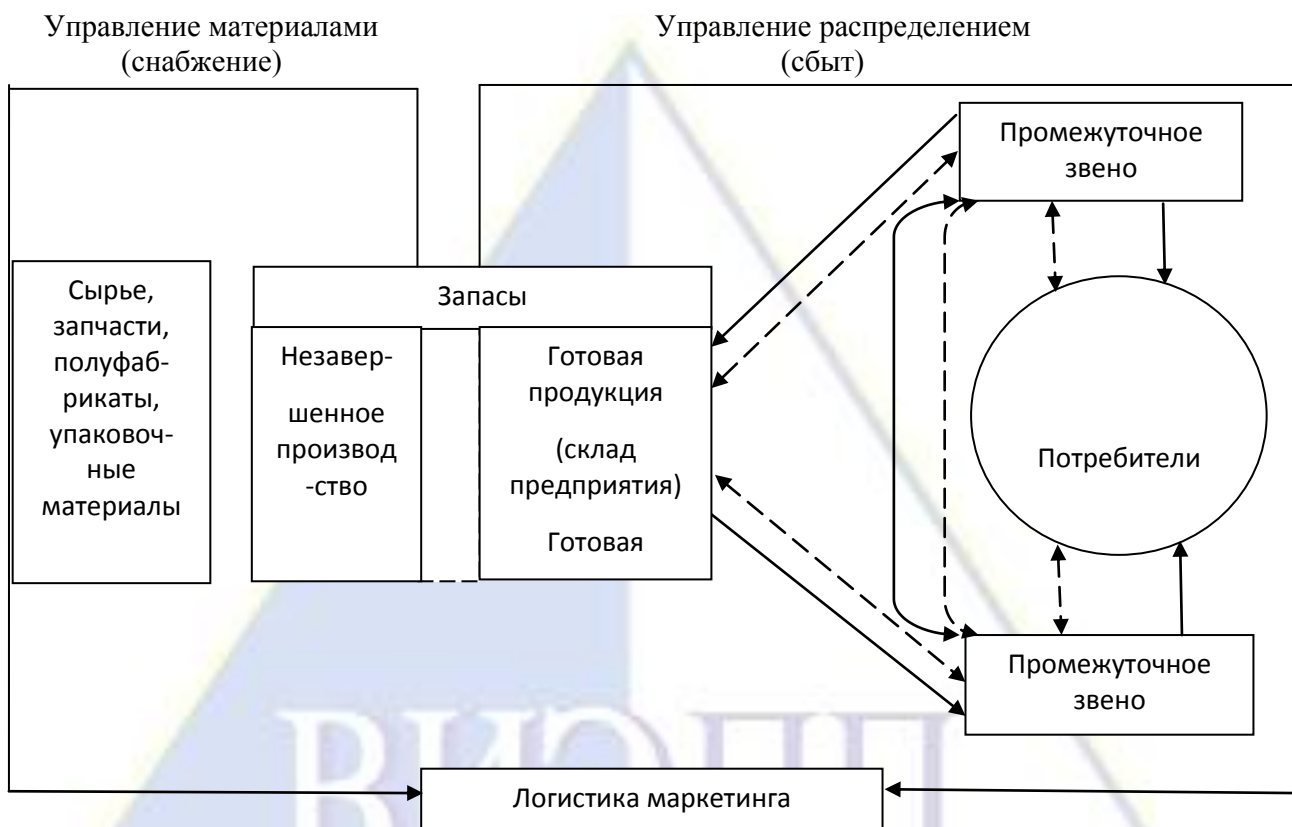 Управление материалами
(снабжение)
Управление распределением
(сбыт)
Промежуточное
звено
Сырье,
запчасти,
полуфаб-
рикаты,
упаковоч-
ные
материалы
Запасы
Незавер-
шенное
производ
-ство
Готовая
продукция
(склад
предприятия)
Готовая
Потребители
Промежуточное
звено
ВИЭПП
Логистика маркетинга